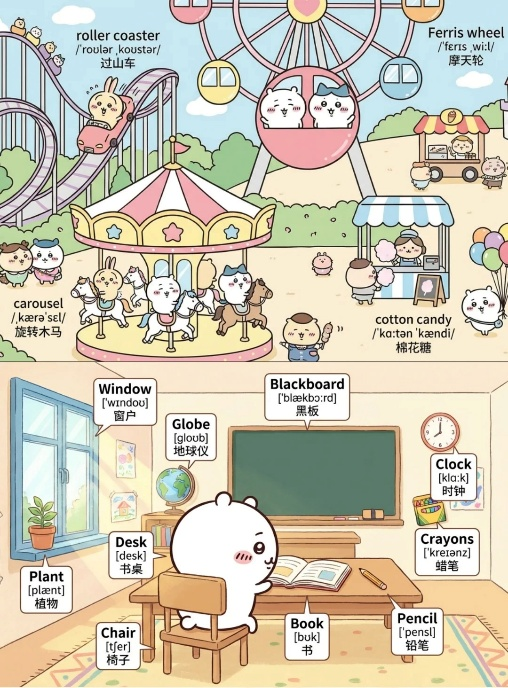 roller coaster
/ˈroʊlər ˌkoʊstər/
过山车
Ferris wheel
/ˈfɛrɪs ˌwiːl/
摩天轮
carousel
/ˌkærəˈsɛl/
旋转木马
cotton candy
/ˈkɑːtən ˈkændi/
棉花糖
Window
[ˈwɪndoʊ]
窗户
Blackboard
[ˈblækbɔːrd]
黑板
Globe
[gloʊb]
地球仪
Clock
[klɑːk]
时钟
Desk
[desk]
书桌
Crayons
[ˈkreɪənz]
蜡笔
Plant
[plænt]
植物
Chair
[tʃer]
椅子
Book
[bʊk]
书
Pencil
[ˈpensl]
铅笔